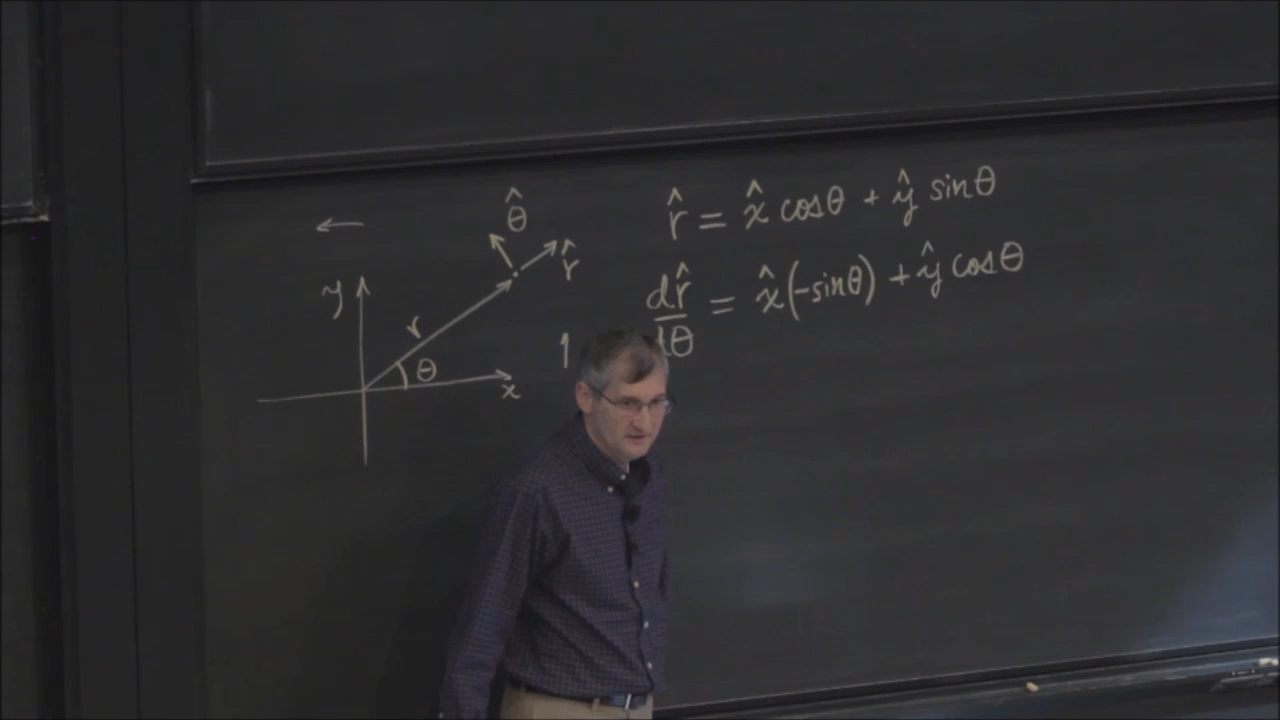 r̂ = x̂ cosθ + ŷ sinθ
dr̂/dθ = x̂(-sinθ) + ŷ cosθ
θ̂
r̂
y
r
θ
x
1